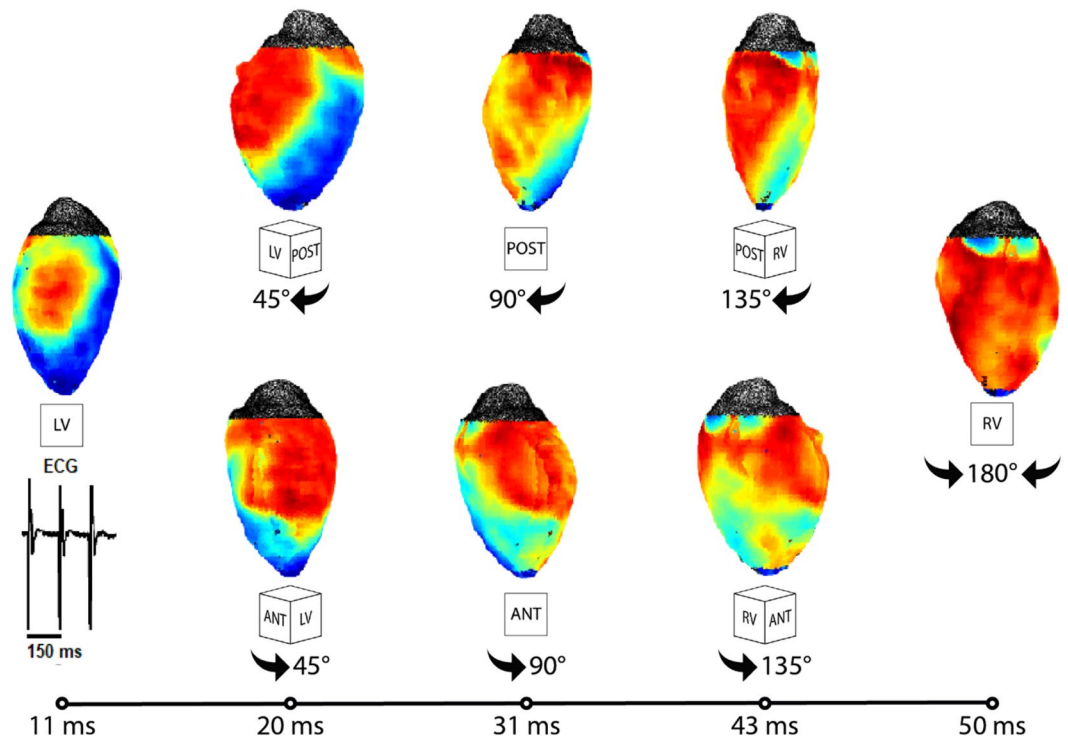 LV POST
45°
POST
90°
POST RV
135°
LV
RV
180°
ECG
150 ms
ANT LV
45°
ANT
90°
RV ANT
135°
11 ms
20 ms
31 ms
43 ms
50 ms